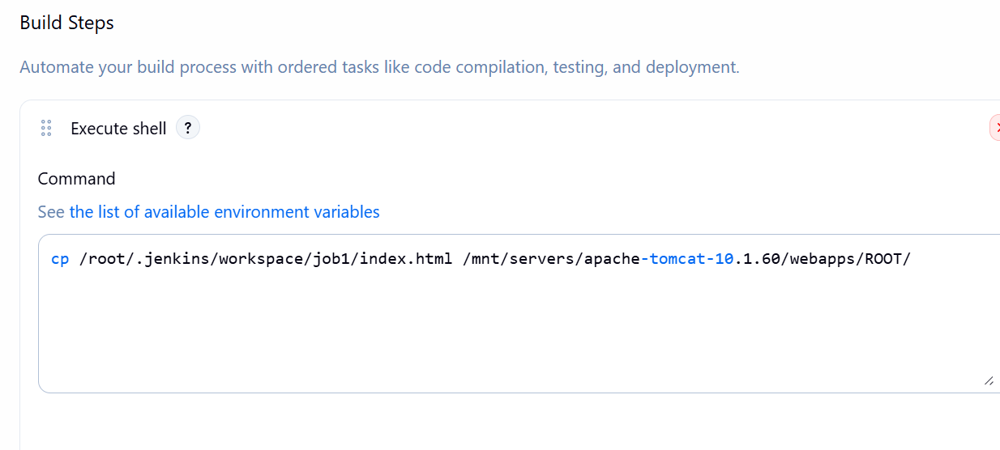 Build Steps
Automate your build process with ordered tasks like code compilation, testing, and deployment.
Execute shell ?
Command
See the list of available environment variables
cp /root/.jenkins/workspace/job1/index.html /mnt/servers/apache-tomcat-10.1.60/webapps/ROOT/